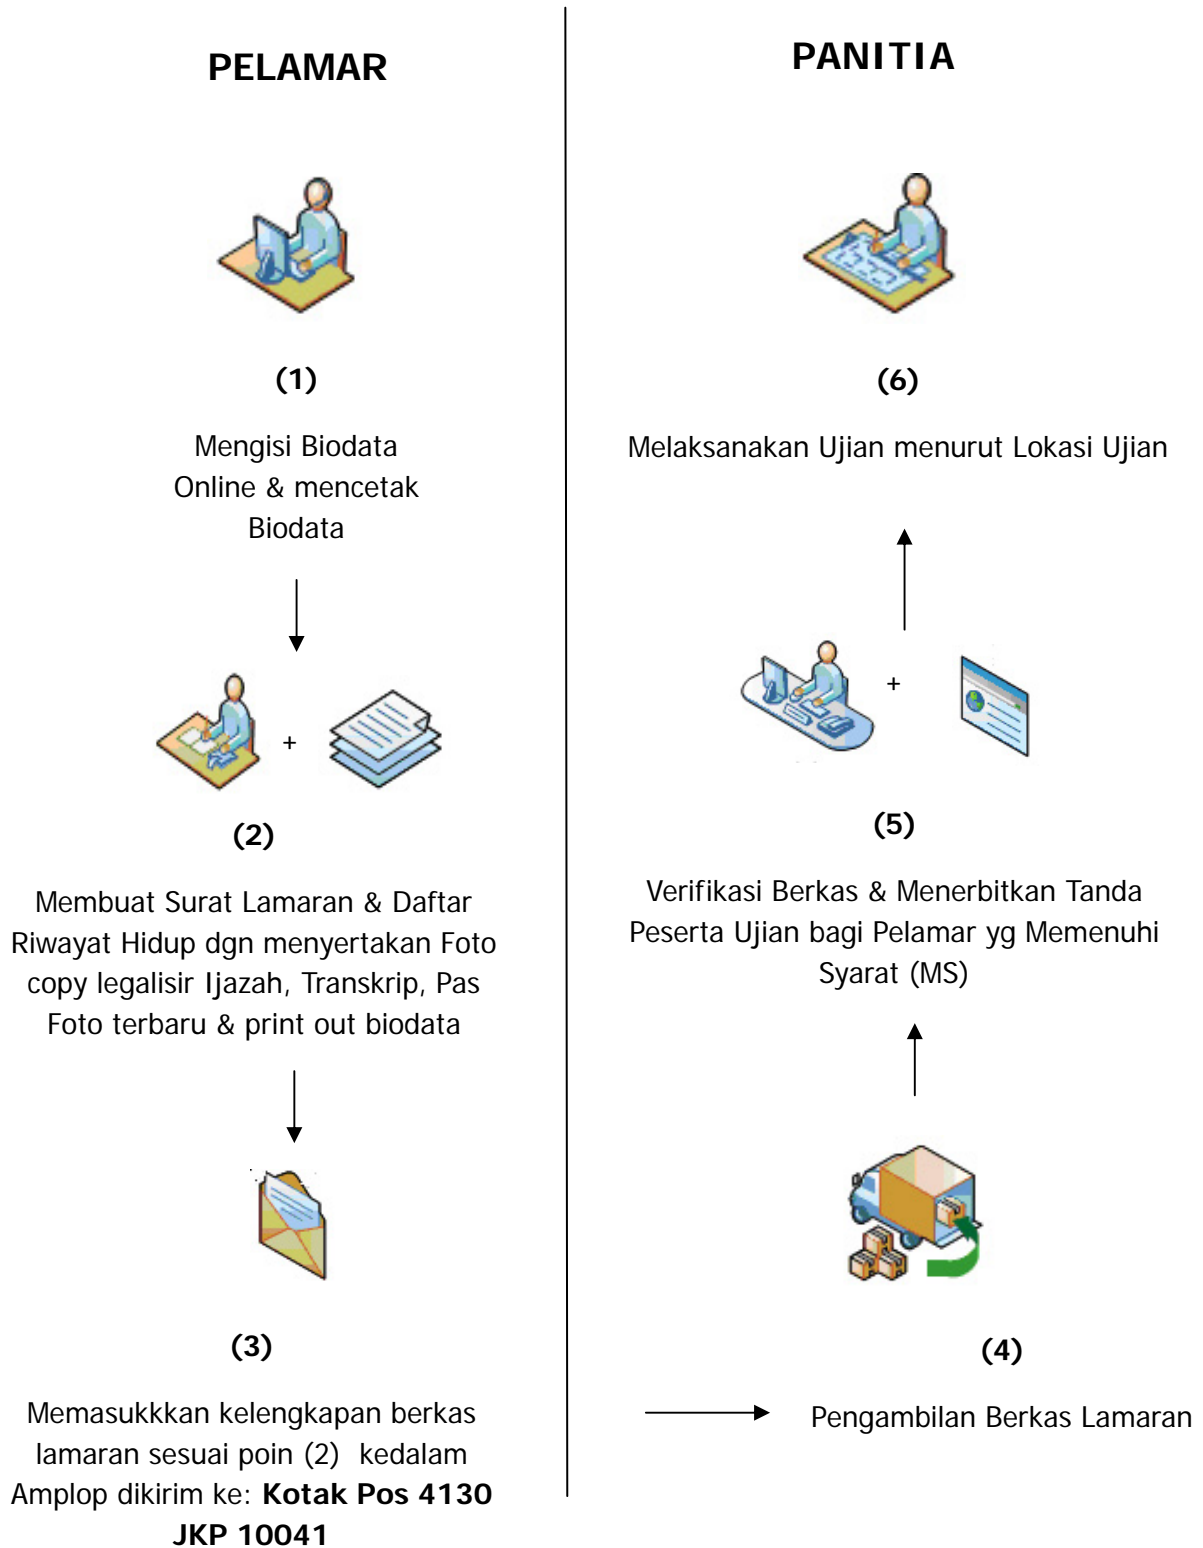 PELAMAR
(1)
Mengisi Biodata
Online & mencetak
Biodata
+
(2)
Membuat Surat Lamaran & Daftar
Riwayat Hidup dgn menyertakan Foto
copy legalisir Ijazah, Transkrip, Pas
Foto terbaru & print out biodata
(3)
Memasukkkan kelengkapan berkas
lamaran sesuai poin (2) kedalam
Amplop dikirim ke: Kotak Pos 4130
JKP 10041
PANITIA
(6)
Melaksanakan Ujian menurut Lokasi Ujian
+
(5)
Verifikasi Berkas & Menerbitkan Tanda
Peserta Ujian bagi Pelamar yg Memenuhi
Syarat (MS)
(4)
Pengambilan Berkas Lamaran